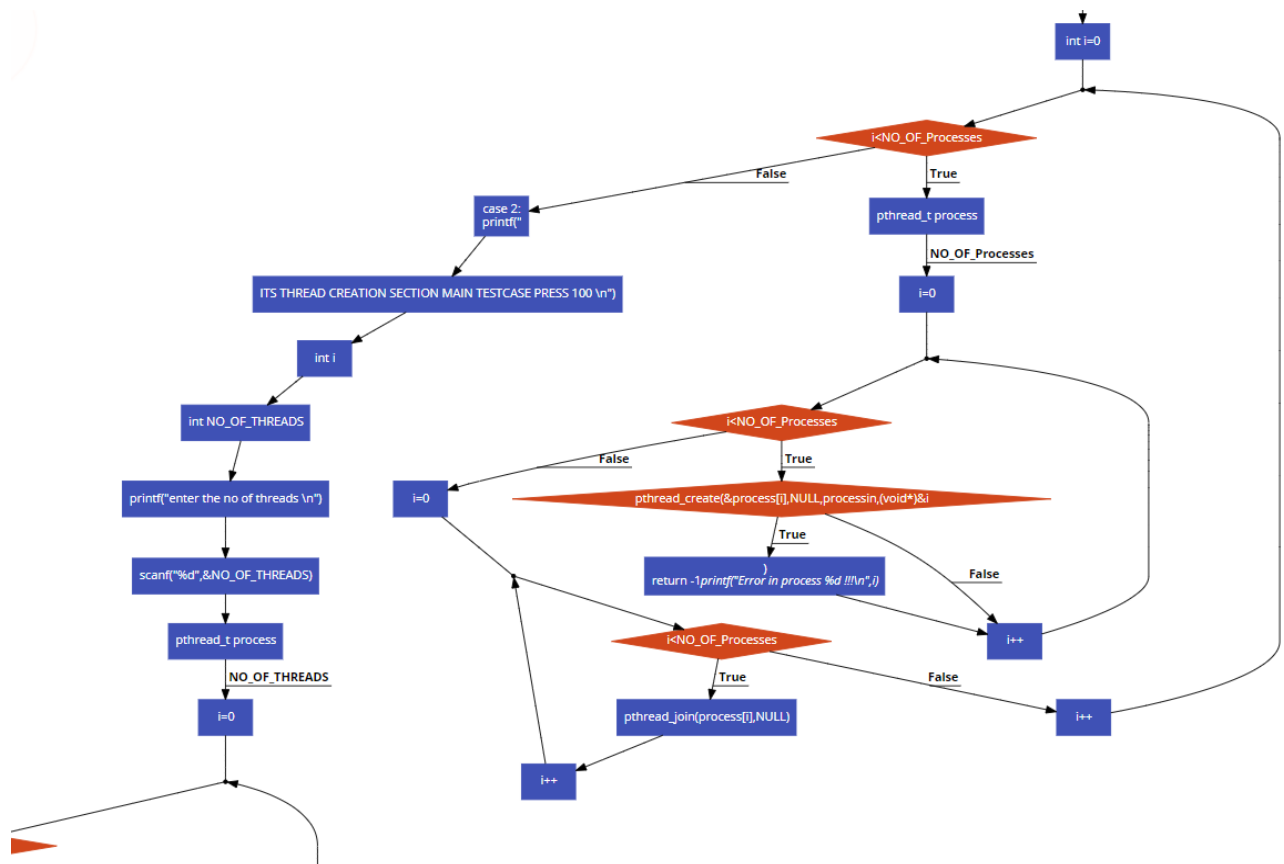 int i=0
i<NO_OF_Processes
False
True
case 2:
printf("
pthread_t process
NO_OF_Processes
ITS THREAD CREATION SECTION MAIN TESTCASE PRESS 100 \n")
i=0
int i
int NO_OF_THREADS
i<NO_OF_Processes
False
True
printf("enter the no of threads \n")
i=0
pthread_create(&process[i],NULL,processin,(void*)&i
True
False
scanf("%d",&NO_OF_THREADS)
)
return -1printf("Error in process %d !!!\n",i)
pthread_t process
i<NO_OF_Processes
i++
NO_OF_THREADS
True
False
i=0
pthread_join(process[i],NULL)
i++
i++